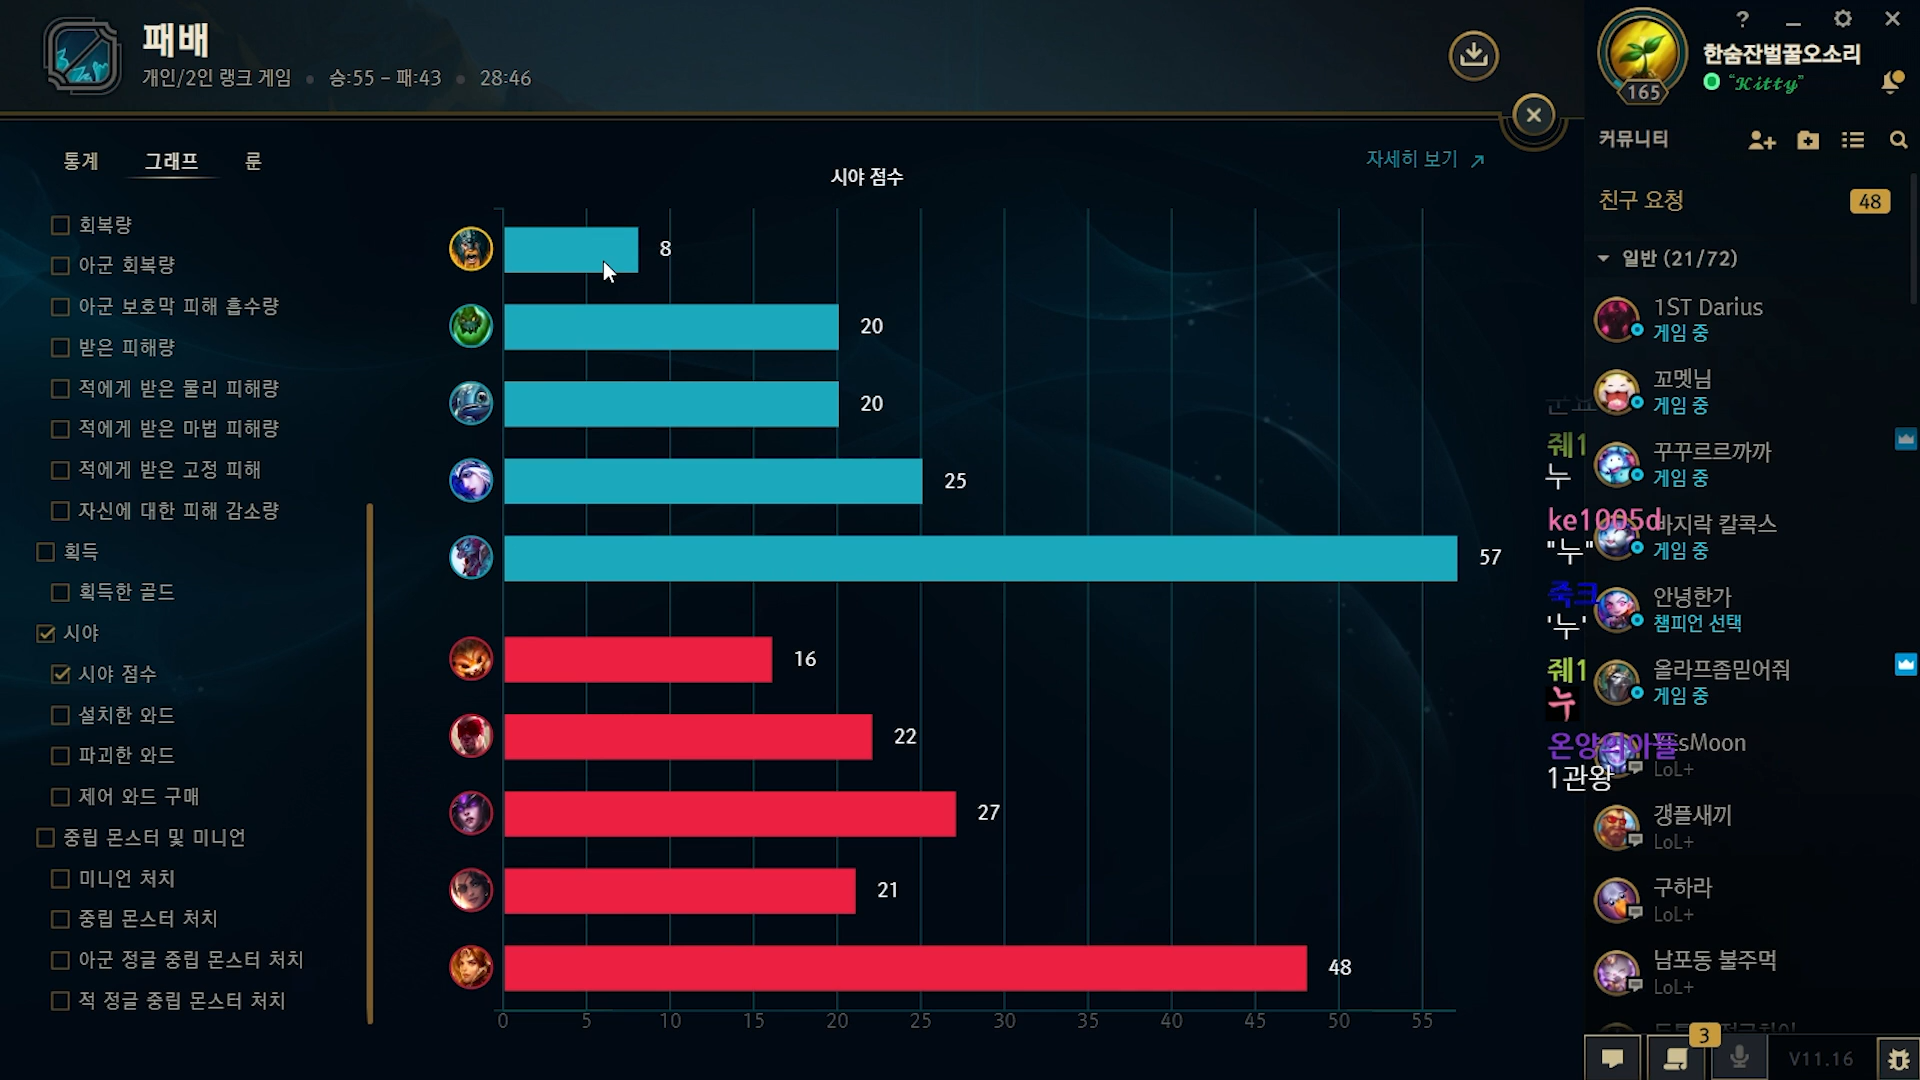 패배
개인/2인 랭크 게임 • 승:55 - 패:43 • 28:46
통계 그래프 룬
시야 점수
자세히 보기
회복량
아군 회복량
아군 보호막 피해 흡수량
받은 피해량
적에게 받은 물리 피해량
적에게 받은 마법 피해량
적에게 받은 고정 피해
자신에 대한 피해 감소량
획득
획득한 골드
시야
시야 점수
설치한 와드
파괴한 와드
제어 와드 구매
중립 몬스터 및 미니언
미니언 처치
중립 몬스터 처치
아군 정글 중립 몬스터 처치
적 정글 중립 몬스터 처치
8
20
20
25
57
16
22
27
21
48
0 5 10 15 20 25 30 35 40 45 50 55
줴1
누
ke1005d
"누"
죽크
'누'
줴1
누
1관왕
?
165
한숨잔벌꿀오소리
"Kitty"
커뮤니티
친구 요청 48
일반 (21/72)
1ST Darius
게임 중
꼬멧님
게임 중
꾸꾸르르까까
게임 중
바지락 칼콕스
게임 중
안녕한가
챔피언 선택
올라프좀믿어줘
게임 중
LoL+
갱플새끼
LoL+
구하라
LoL+
남포동 불주먹
LoL+
3
V11.16